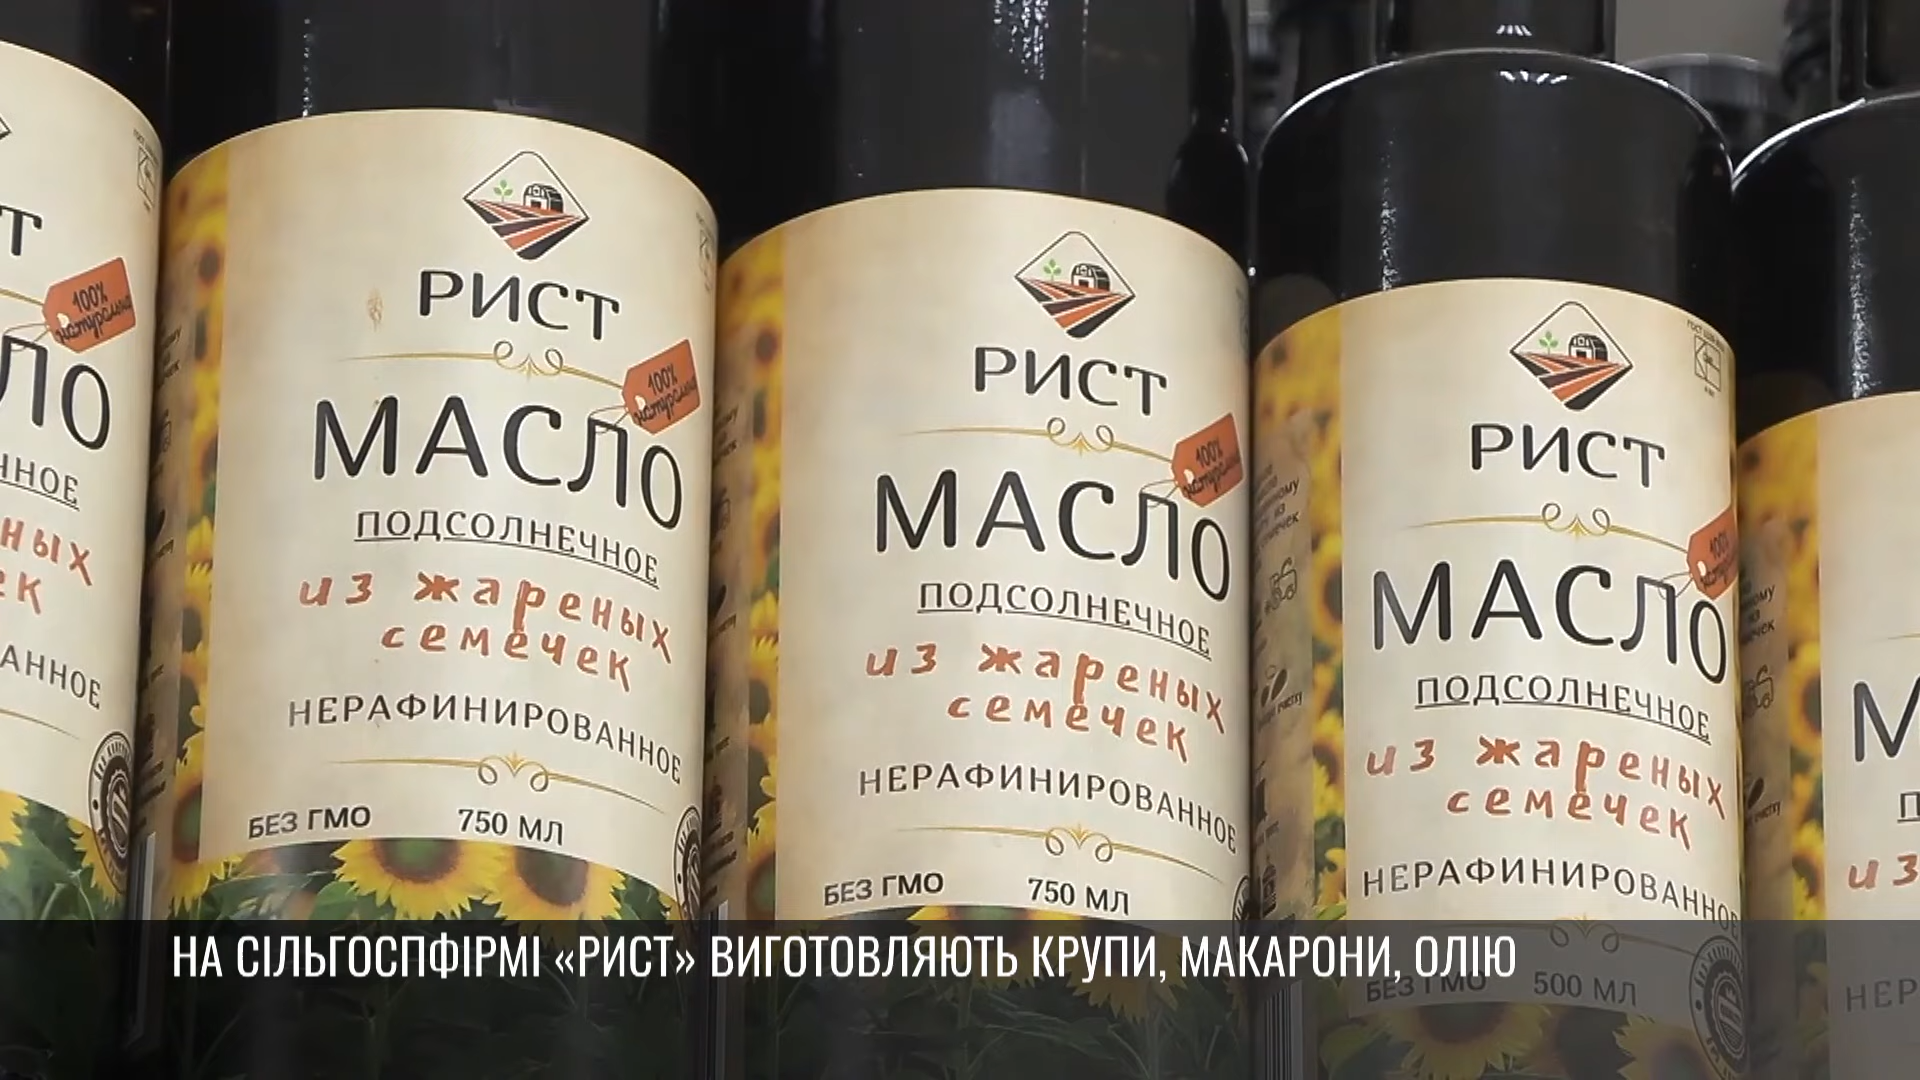 РИСТ
100%
натуральна
МАСЛО
ПОДСОЛНЕЧНОЕ
из жареных
семечек
НЕРАФИНИРОВАННОЕ
БЕЗ ГМО 750 МЛ
РИСТ
100%
МАСЛО
ПОДСОЛНЕЧНОЕ
из жареных
семечек
НЕРАФИНИРОВАННОЕ
БЕЗ ГМО 750 МЛ
РИСТ
100%
МАСЛО
ПОДСОЛНЕЧНОЕ
из жареных
семечек
НЕРАФИНИРОВАННОЕ
БЕЗ ГМО 500 МЛ
НА СІЛЬГОСПФІРМІ «РИСТ» ВИГОТОВЛЯЮТЬ КРУПИ, МАКАРОНИ, ОЛІЮ